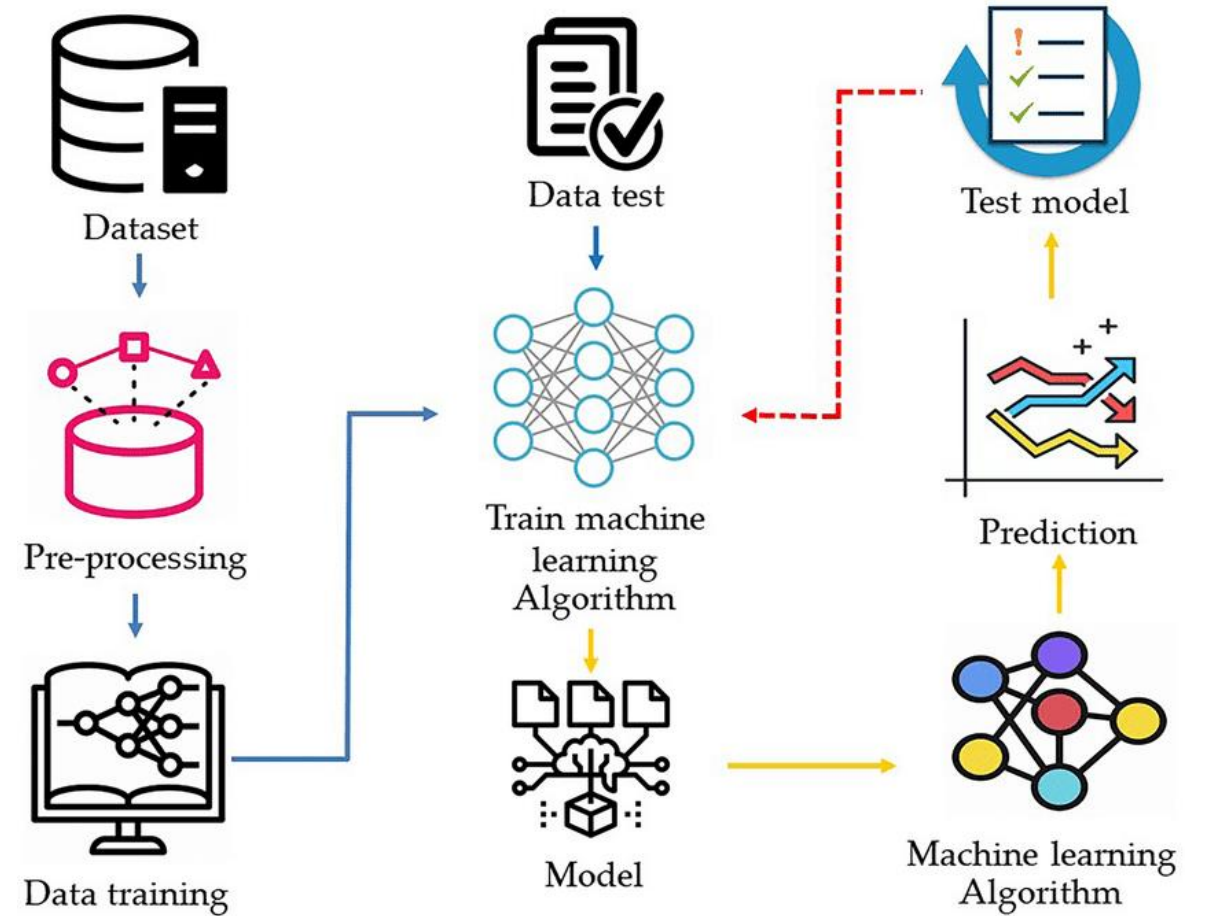 Dataset
Pre-processing
Data training
Data test
Train machine
learning
Algorithm
Model
Machine learning
Algorithm
Prediction
Test model